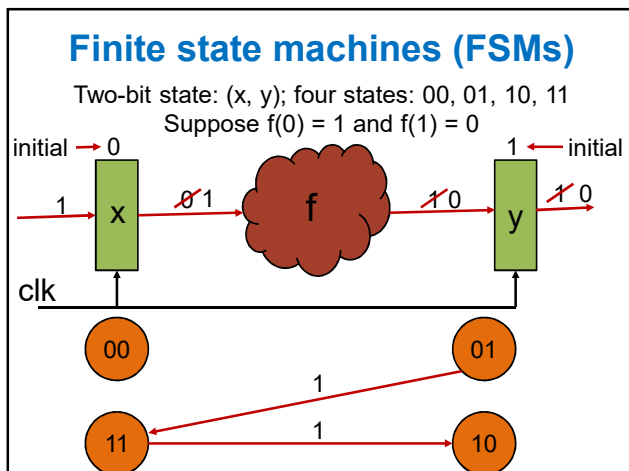 Finite state machines (FSMs)
Two-bit state: (x, y); four states: 00, 01, 10, 11
Suppose f(0) = 1 and f(1) = 0
initial 0 1 initial
1 x 0 1 f 1 0 y 1 0
clk
00 01
1
11 1 10